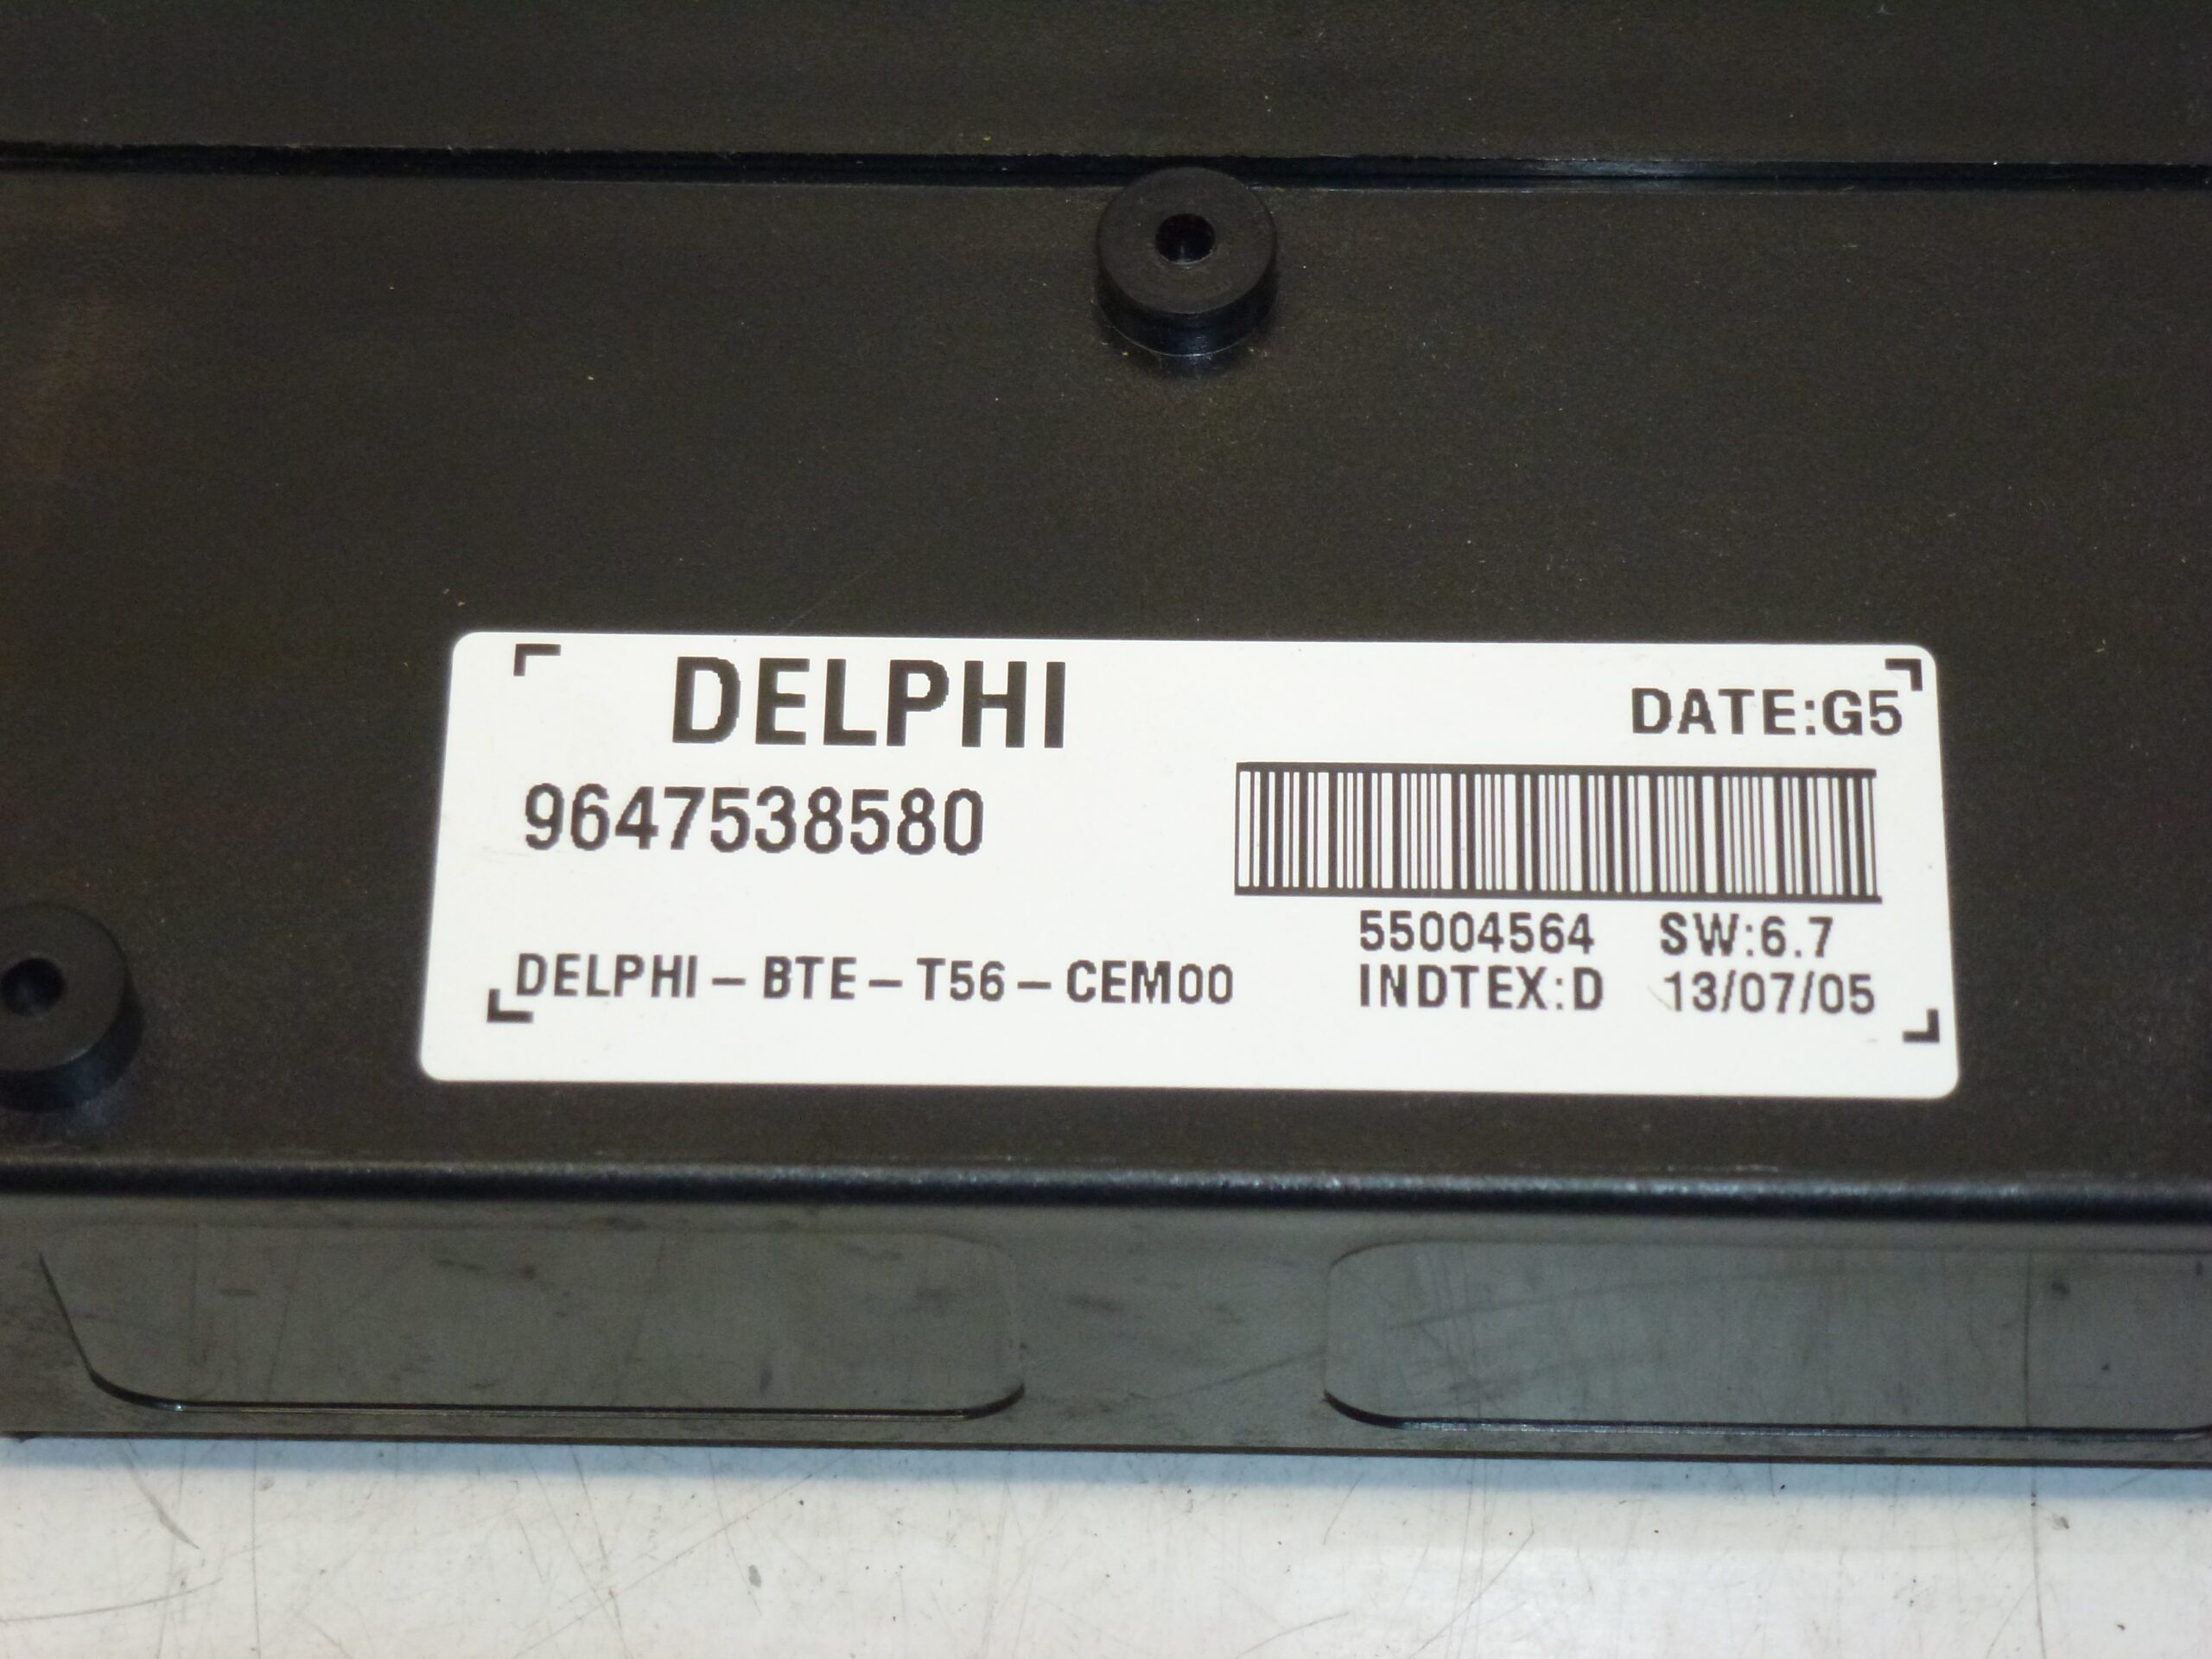 DELPHI
DATE:G5
9647538580
55004564 SW:6.7
DELPHI-BTE-T56-CEM00
INDTEX:D 13/07/05